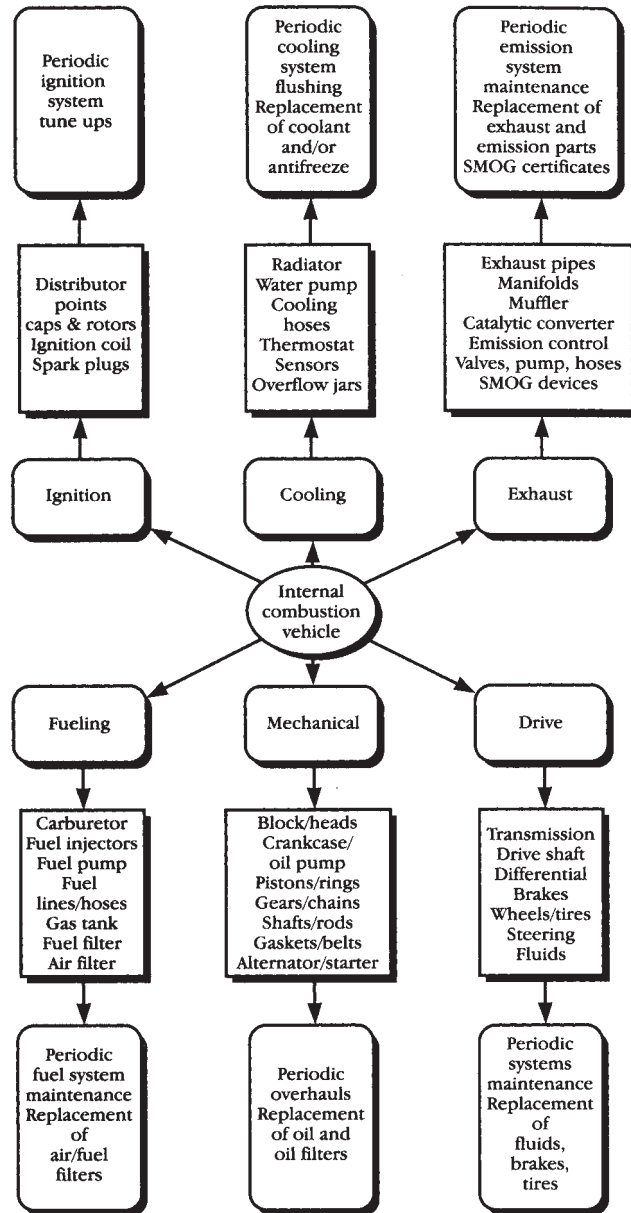 Periodic
ignition
system
tune ups
Periodic
cooling
system
flushing
Replacement
of coolant
and/or
antifreeze
Periodic
emission
system
maintenance
Replacement of
exhaust and
emission parts
SMOG certificates
Distributor
points
caps & rotors
Ignition coil
Spark plugs
Radiator
Water pump
Cooling
hoses
Thermostat
Sensors
Overflow jars
Exhaust pipes
Manifolds
Muffler
Catalytic converter
Emission control
Valves, pump, hoses
SMOG devices
Ignition
Cooling
Exhaust
Internal
combustion
vehicle
Fueling
Mechanical
Drive
Carburetor
Fuel injectors
Fuel pump
Fuel
lines/hoses
Gas tank
Fuel filter
Air filter
Block/heads
Crankcase/
oil pump
Pistons/rings
Gears/chains
Shafts/rods
Gaskets/belts
Alternator/starter
Transmission
Drive shaft
Differential
Brakes
Wheels/tires
Steering
Fluids
Periodic
fuel system
maintenance
Replacement
of
air/fuel
filters
Periodic
overhauls
Replacement
of oil and
oil filters
Periodic
systems
maintenance
Replacement
of
fluids,
brakes,
tires